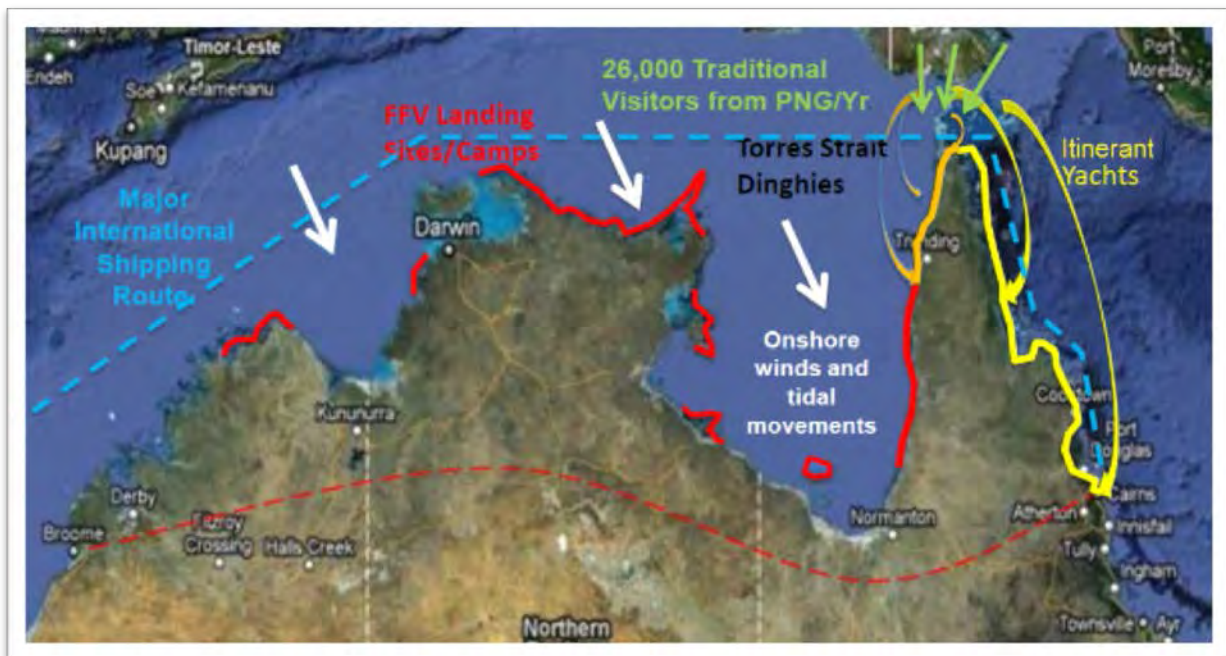 Timor-Leste
Endeh
Soe
Kefamenanu
Kupang
26,000 Traditional
Visitors from PNG/Yr
Port
Moresby
FFV Landing
Sites/Camps
Torres Strait
Dinghies
Itinerant
Yachts
Major
International
Shipping
Route
Darwin
Onshore
winds and
tidal
movements
Kununurra
Cooktown
Port
Douglas
Cairns
Atherton
Innisfail
Tully
Ingham
Townsville
Ayr
Derby
Broome
Fitzroy
Crossing
Halls Creek
Normanton
Northern